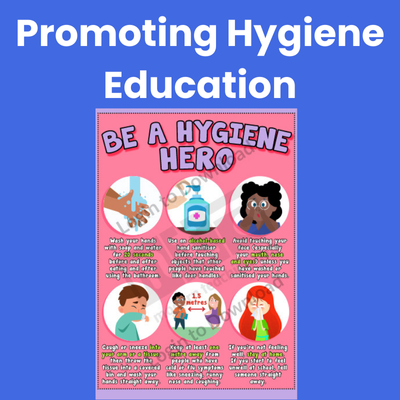 Promoting Hygiene
Education
BE A HYGIENE
HERO
Wash your hands
with soap and water
for 20 seconds
before and after
eating and after
using the bathroom.
Use an alcohol-based
hand sanitiser
before touching
objects that other
people have touched
like door handles.
Avoid touching your
face (especially
your mouth, nose
and eyes) unless you
have washed or
sanitised your hands.
1.5
metres
Cough or sneeze into
your arm or a tissue
then throw the
tissue into a covered
bin and wash your
hands straight away.
Keep at least one
metre away from
people who have
cold or flu symptoms
like sneezing, runny
nose and coughing.
If you're not feeling
well, stay at home.
If you start to feel
unwell at school, tell
someone straight
away.
Login to Download